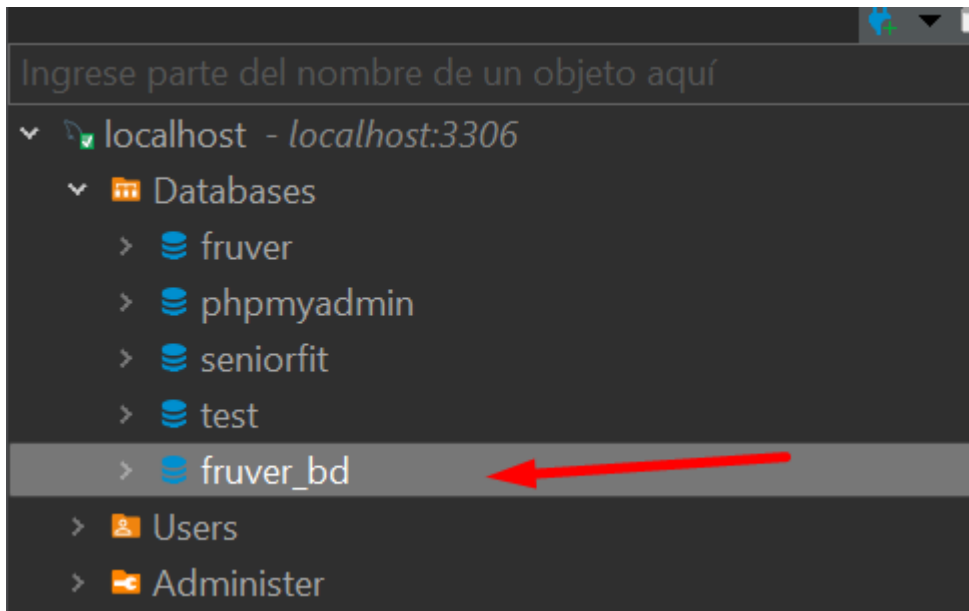 Ingrese parte del nombre de un objeto aquí
localhost - localhost:3306
Databases
fruver
phpmyadmin
seniorfit
test
fruver_bd
Users
Administer